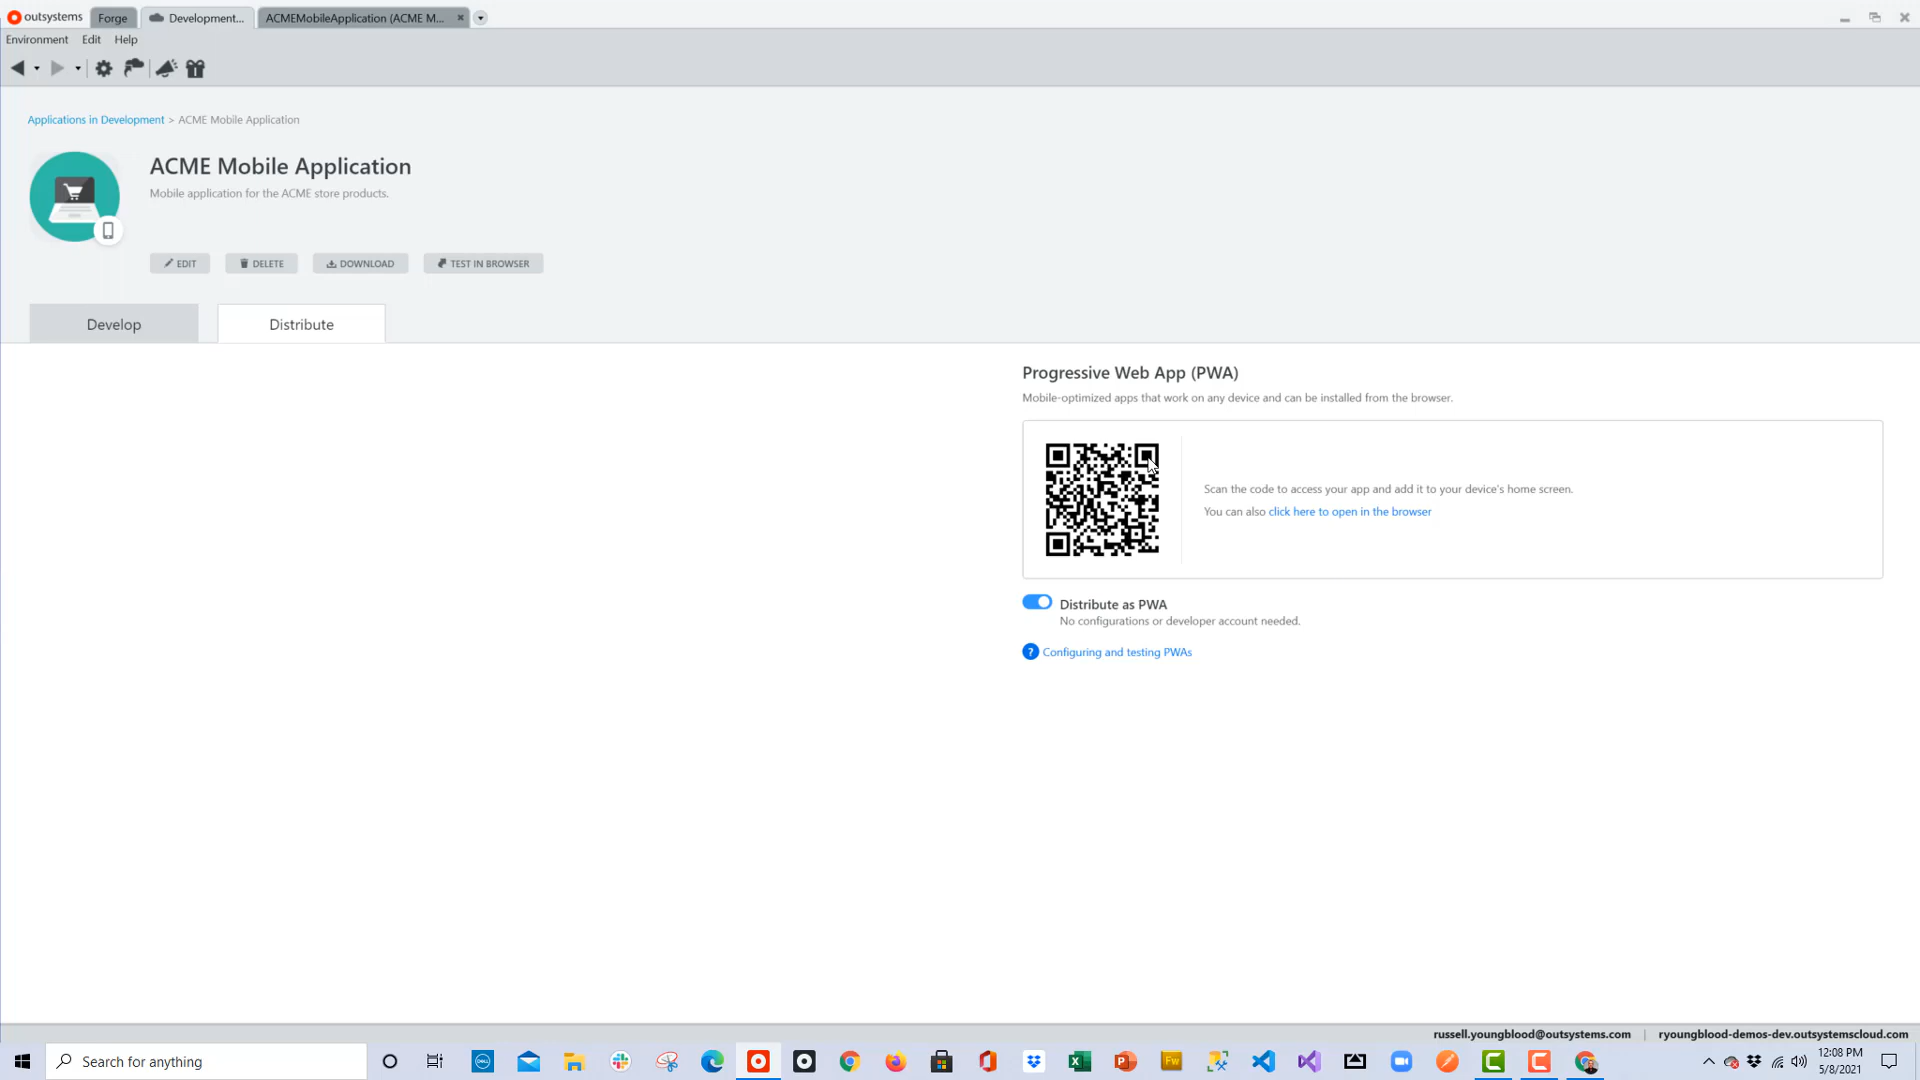 outsystems
Forge
Development...
ACMEMobileApplication (ACME M...
Environment Edit Help
Applications in Development > ACME Mobile Application
ACME Mobile Application
Mobile application for the ACME store products.
EDIT
DELETE
DOWNLOAD
TEST IN BROWSER
Develop
Distribute
Progressive Web App (PWA)
Mobile-optimized apps that work on any device and can be installed from the browser.
Scan the code to access your app and add it to your device's home screen.
You can also click here to open in the browser
Distribute as PWA
No configurations or developer account needed.
? Configuring and testing PWAs
russell.youngblood@outsystems.com | ryoungblood-demos-dev.outsystemscloud.com
Search for anything
DELL
Fw
12:08 PM
5/8/2021